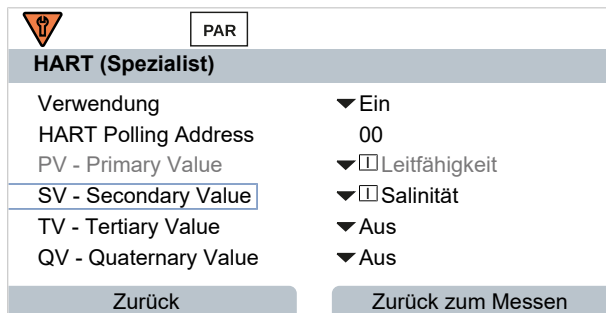 PAR
HART (Spezialist)
Verwendung Ein
HART Polling Address 00
PV - Primary Value I Leitfähigkeit
SV - Secondary Value I Salinität
TV - Tertiary Value Aus
QV - Quaternary Value Aus
Zurück Zurück zum Messen